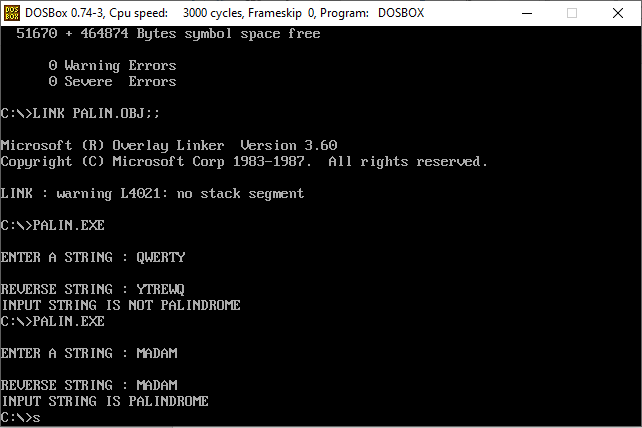 DOSBox 0.74-3, Cpu speed: 3000 cycles, Frameskip 0, Program: DOSBOX
51670 + 464874 Bytes symbol space free
0 Warning Errors
0 Severe Errors
C:\>LINK PALIN.OBJ;;
Microsoft (R) Overlay Linker Version 3.60
Copyright (C) Microsoft Corp 1983-1987. All rights reserved.
LINK : warning L4021: no stack segment
C:\>PALIN.EXE
ENTER A STRING : QWERTY
REVERSE STRING : YTREWQ
INPUT STRING IS NOT PALINDROME
C:\>PALIN.EXE
ENTER A STRING : MADAM
REVERSE STRING : MADAM
INPUT STRING IS PALINDROME
C:\>s